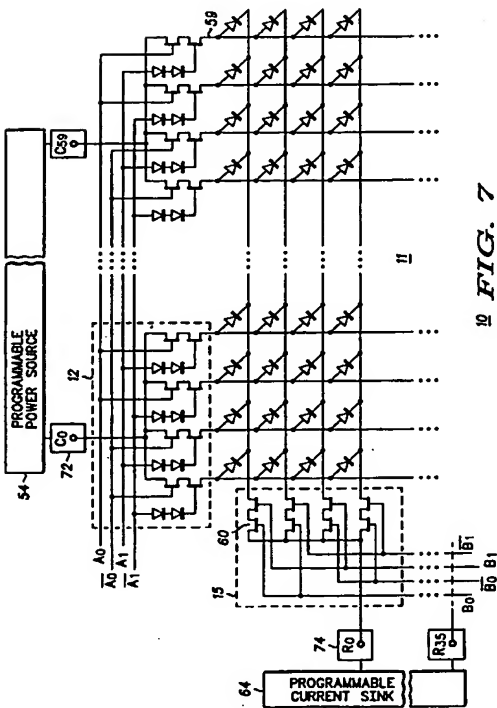 PROGRAMMABLE
POWER SOURCE
54
C0
72
C59
12
59
A0
A̅0
A1
A̅1
11
60
15
B̅1
B1
B̅0
B0
74
R0
R35
64
PROGRAMMABLE
CURRENT SINK
10 FIG. 7